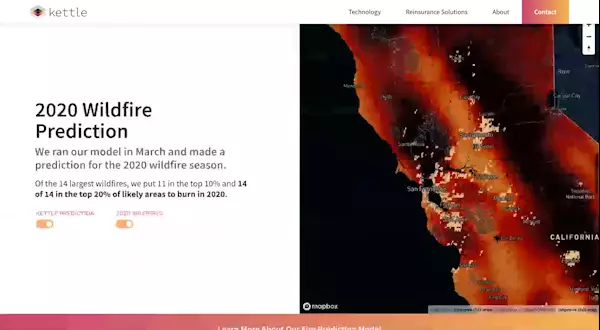 kettle
Technology
Reinsurance Solutions
About
Contact
2020 Wildfire
Prediction
We ran our model in March and made a
prediction for the 2020 wildfire season.
Of the 14 largest wildfires, we put 11 in the top 10% and 14
of 14 in the top 20% of likely areas to burn in 2020.
KETTLE PREDICTION
2020 WILDFIRES
CALIFORNIA
mapbox
Learn More About Our Fire Prediction Model